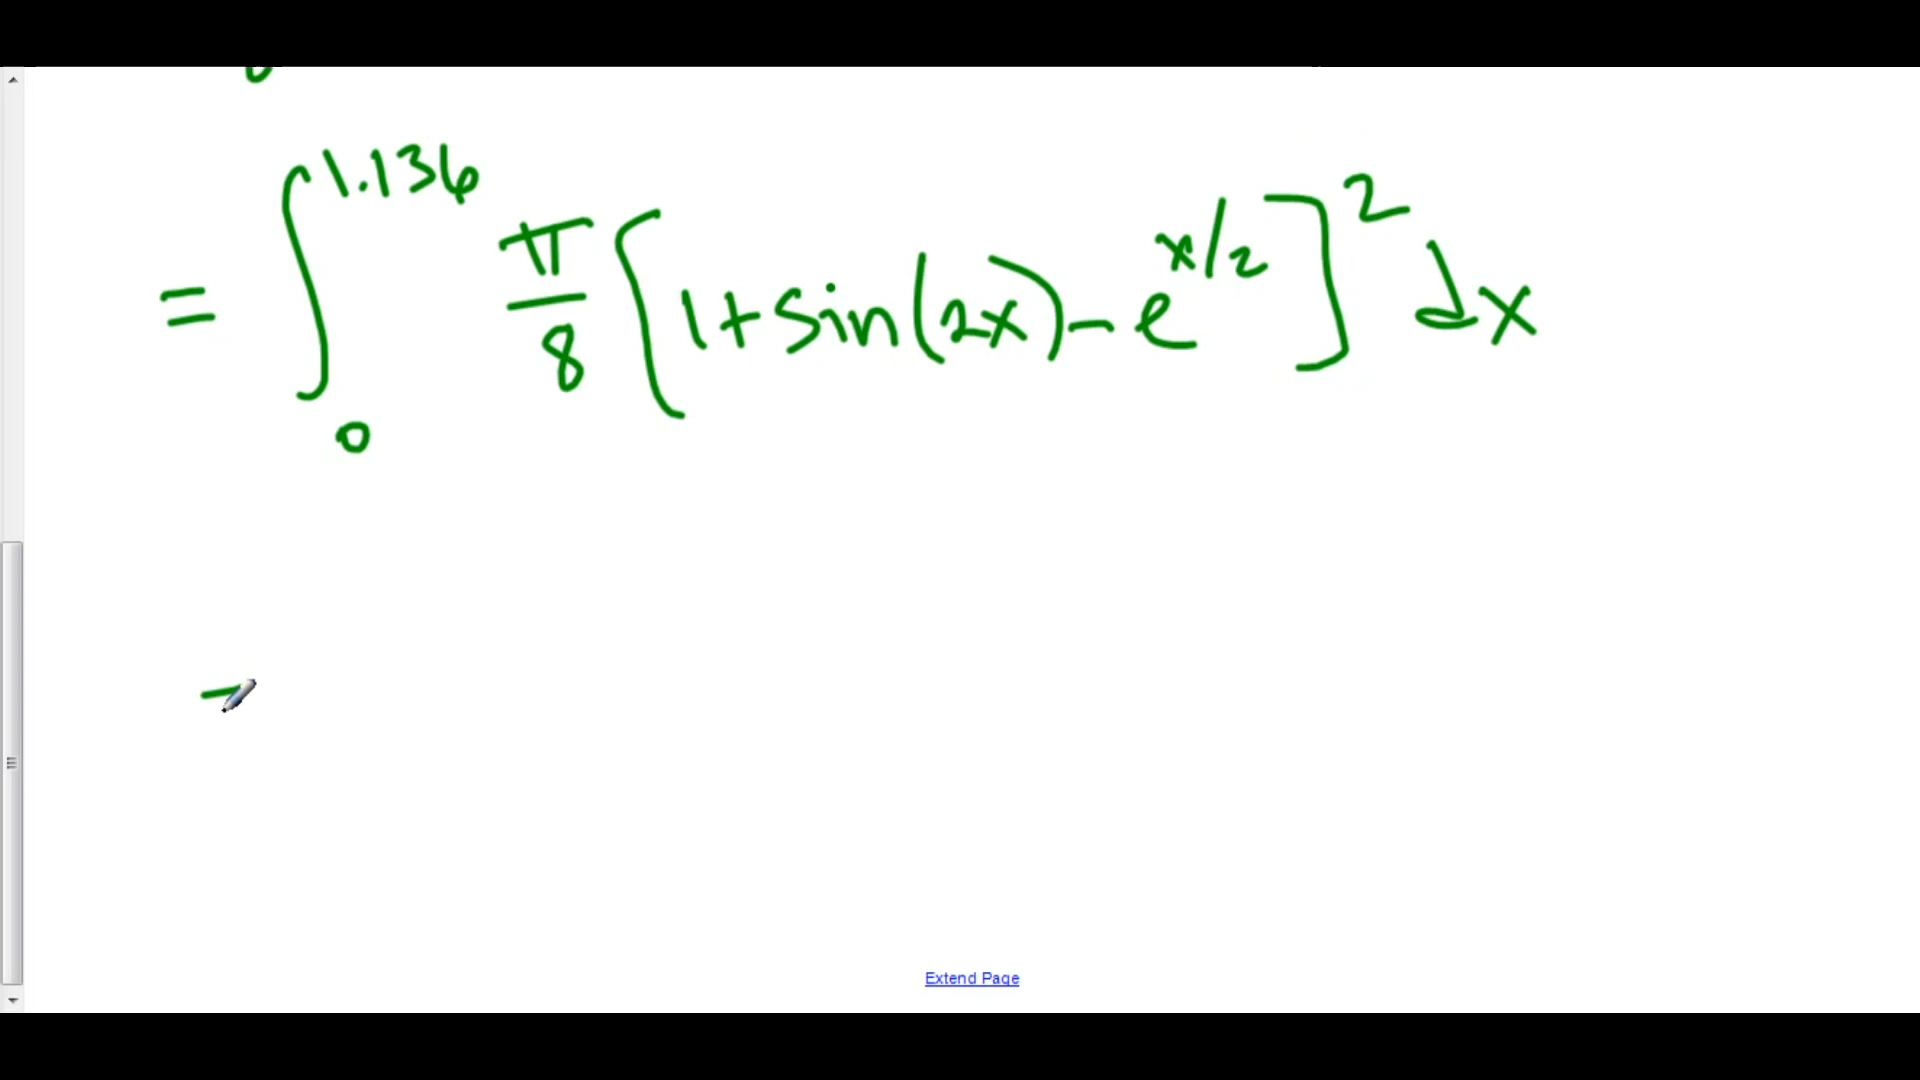 = ∫₀^1.136 π/8 [1 + sin(2x) − e^(x/2)]² dx
Extend Page